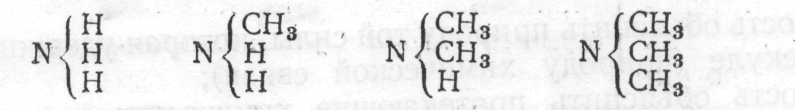 H CH₃ CH₃ CH₃
N{ H N{ H N{ CH₃ N{ CH₃
H H H CH₃